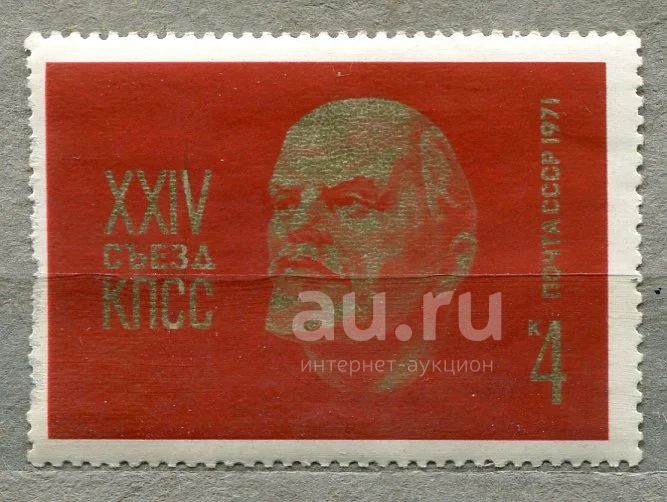 XXIV
СЪЕЗД
КПСС
ПОЧТА СССР 1971
К
4
au.ru
интернет-аукцион